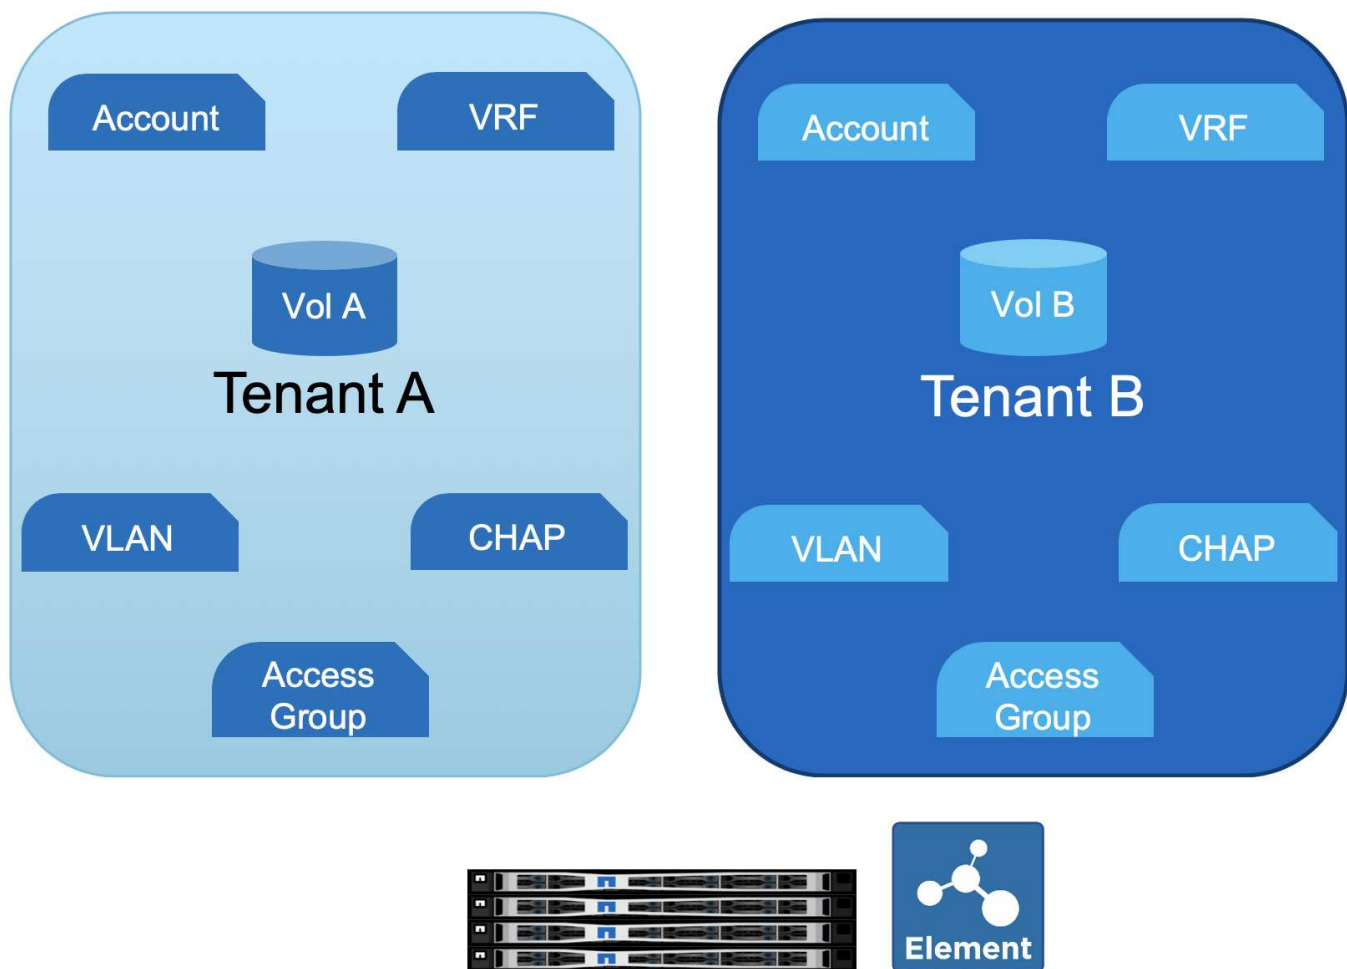 Account
VRF
Vol A
Tenant A
VLAN
CHAP
Access
Group
Account
VRF
Vol B
Tenant B
VLAN
CHAP
Access
Group
Element